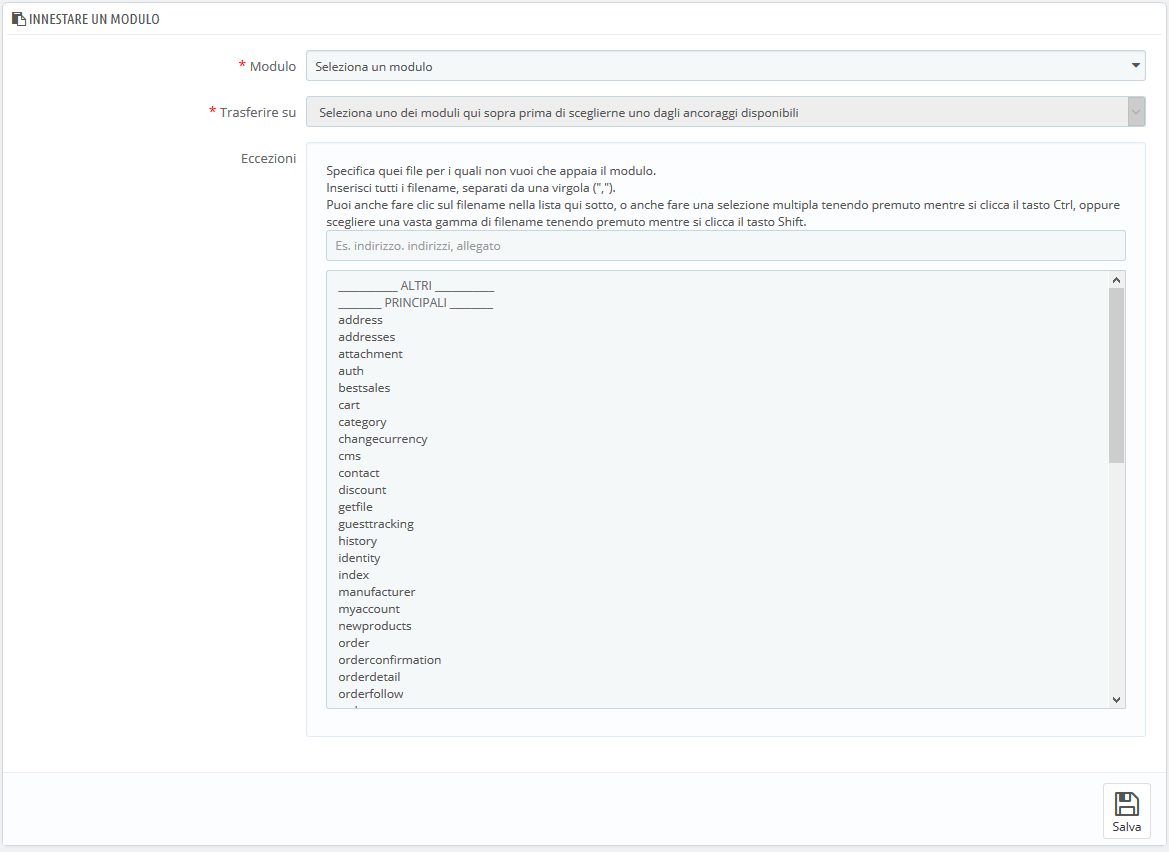 INNESTARE UN MODULO
* Modulo
Seleziona un modulo
* Trasferire su
Seleziona uno dei moduli qui sopra prima di sceglierne uno dagli ancoraggi disponibili
Eccezioni
Specifica quei file per i quali non vuoi che appaia il modulo.
Inserisci tutti i filename, separati da una virgola (",").
Puoi anche fare clic sul filename nella lista qui sotto, o anche fare una selezione multipla tenendo premuto mentre si clicca il tasto Ctrl, oppure
scegliere una vasta gamma di filename tenendo premuto mentre si clicca il tasto Shift.
Es. indirizzo. indirizzi, allegato
___________ ALTRI ___________
________ PRINCIPALI ________
address
addresses
attachment
auth
bestsales
cart
category
changecurrency
cms
contact
discount
getfile
guesttracking
history
identity
index
manufacturer
myaccount
newproducts
order
orderconfirmation
orderdetail
orderfollow
Salva